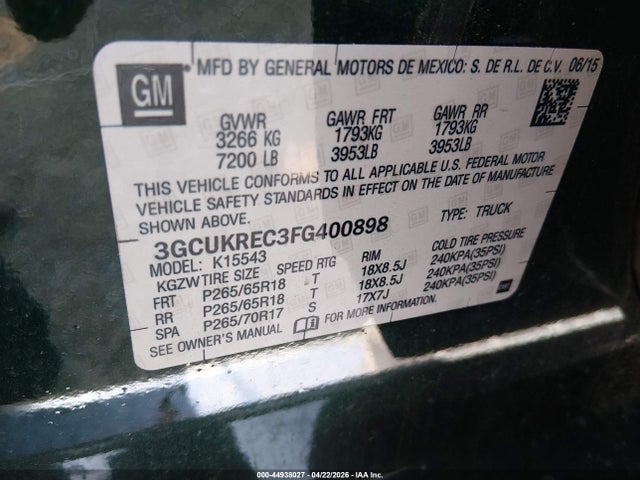 GM
MFD BY GENERAL MOTORS DE MEXICO: S. DE R.L. DE C.V. 06/15
GVWR GAWR FRT GAWR RR
3266 KG 1793KG 1793KG
7200 LB 3953LB 3953LB
THIS VEHICLE CONFORMS TO ALL APPLICABLE U.S. FEDERAL MOTOR
VEHICLE SAFETY STANDARDS IN EFFECT ON THE DATE OF MANUFACTURE
SHOWN ABOVE.
3GCUKREC3FG400898 TYPE: TRUCK
MODEL: K15543
KGZW TIRE SIZE SPEED RTG RIM COLD TIRE PRESSURE
FRT P265/65R18 T 18X8.5J 240KPA(35PSI)
RR P265/65R18 T 18X8.5J 240KPA(35PSI)
SPA P265/70R17 S 17X7J 240KPA(35PSI)
SEE OWNER'S MANUAL FOR MORE INFORMATION.
000-44938027 - 04/22/2026 - IAA Inc.